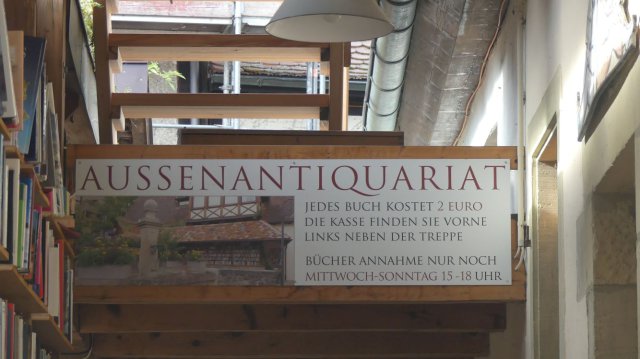 AUSSENANTIQUARIAT
JEDES BUCH KOSTET 2 EURO
DIE KASSE FINDEN SIE VORNE
LINKS NEBEN DER TREPPE
BÜCHER ANNAHME NUR NOCH
MITTWOCH-SONNTAG 15 -18 UHR